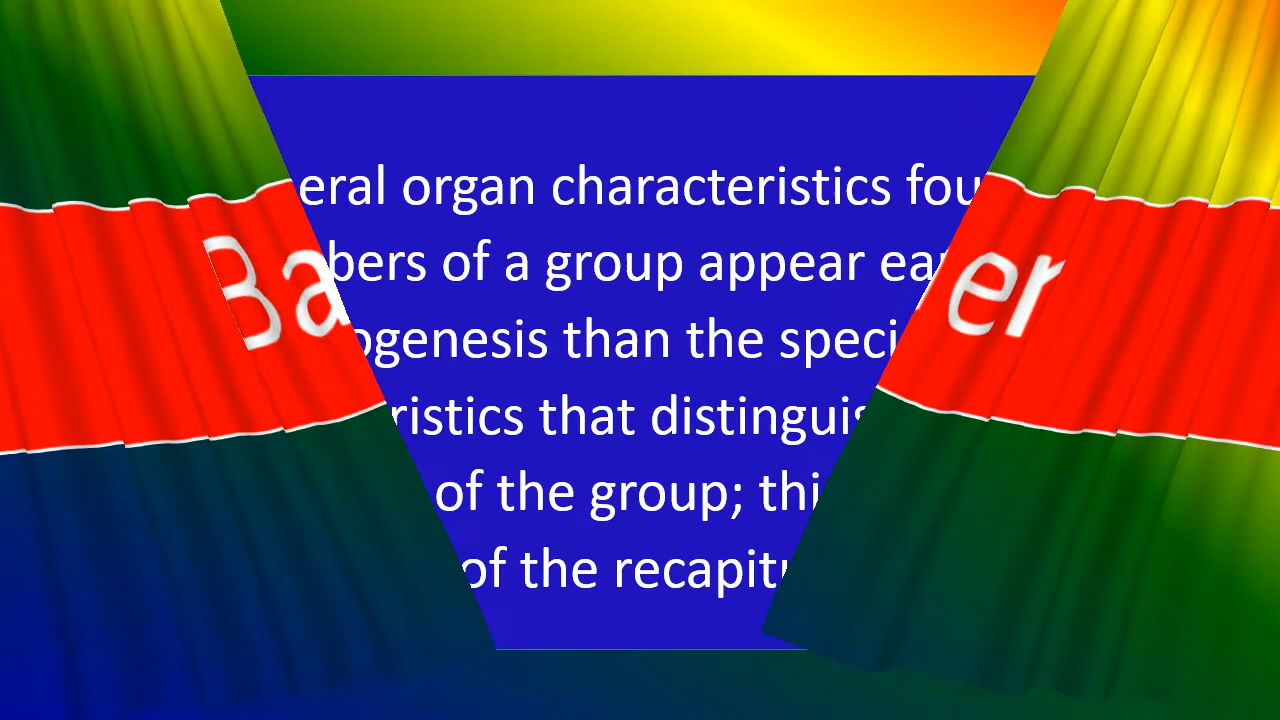 eral organ characteristics fou
bers of a group appear ear
ogenesis than the speci
ristics that distinguis
of the group; thi
of the recapitu
Ba
er